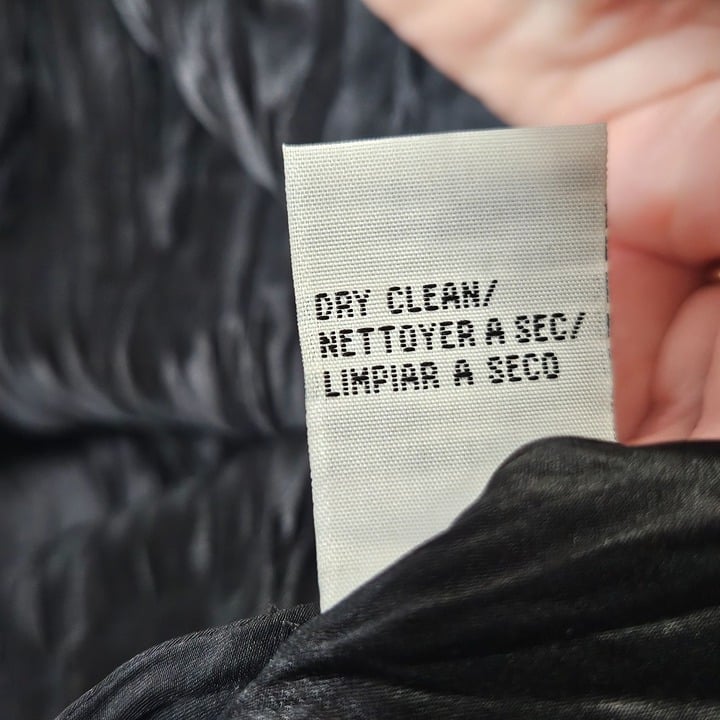 DRY CLEAN/
NETTOYER A SEC/
LIMPIAR A SECO